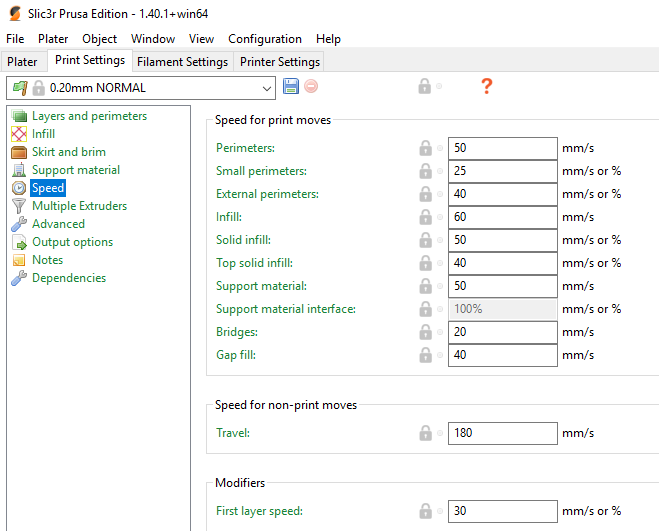 Slic3r Prusa Edition - 1.40.1+win64
File Plater Object Window View Configuration Help
Plater Print Settings Filament Settings Printer Settings
0.20mm NORMAL ?
Layers and perimeters
Infill
Skirt and brim
Support material
Speed
Multiple Extruders
Advanced
Output options
Notes
Dependencies
Speed for print moves
Perimeters: 50 mm/s
Small perimeters: 25 mm/s or %
External perimeters: 40 mm/s or %
Infill: 60 mm/s
Solid infill: 50 mm/s or %
Top solid infill: 40 mm/s or %
Support material: 50 mm/s
Support material interface: 100% mm/s or %
Bridges: 20 mm/s
Gap fill: 40 mm/s
Speed for non-print moves
Travel: 180 mm/s
Modifiers
First layer speed: 30 mm/s or %